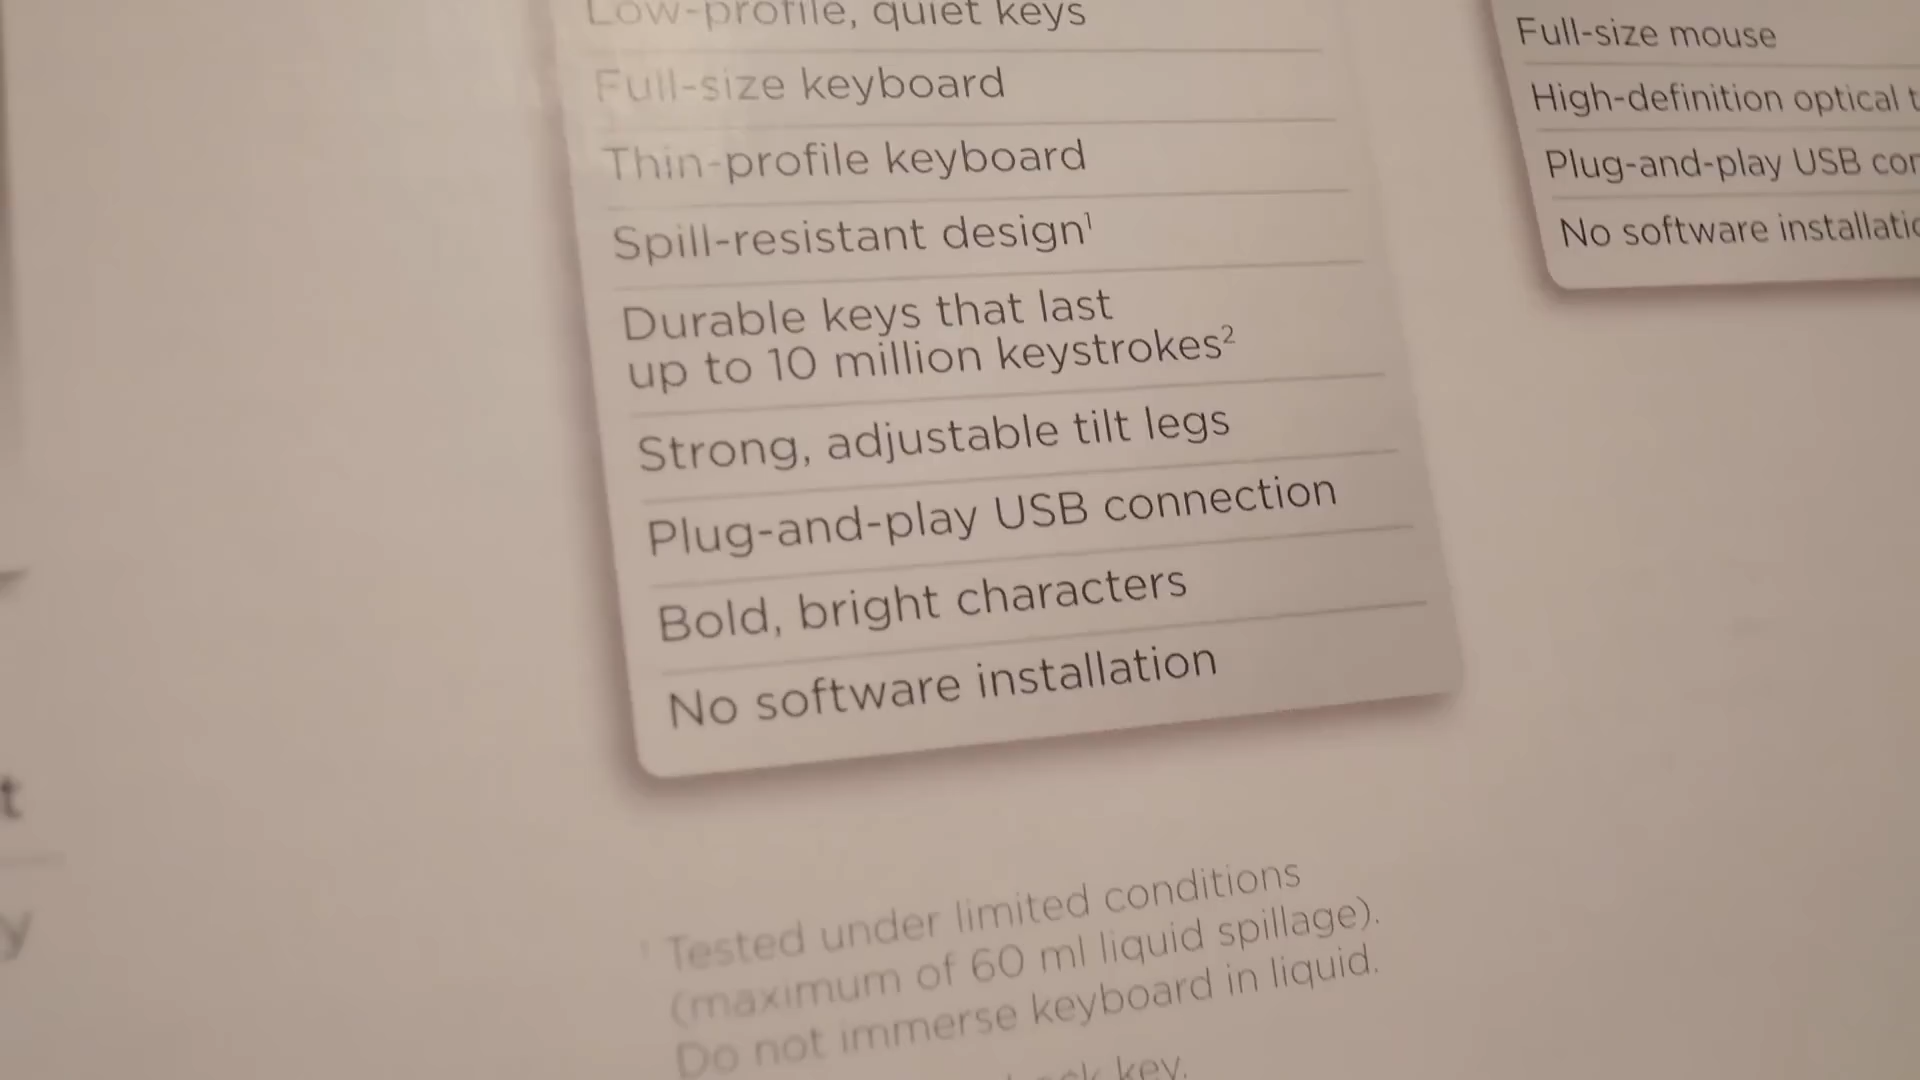 Low-profile, quiet keys
Full-size keyboard
Thin-profile keyboard
Spill-resistant design¹
Durable keys that last
up to 10 million keystrokes²
Strong, adjustable tilt legs
Plug-and-play USB connection
Bold, bright characters
No software installation
Full-size mouse
High-definition optical t
Plug-and-play USB con
No software installatio
¹ Tested under limited conditions
(maximum of 60 ml liquid spillage).
Do not immerse keyboard in liquid.
key.
t
y